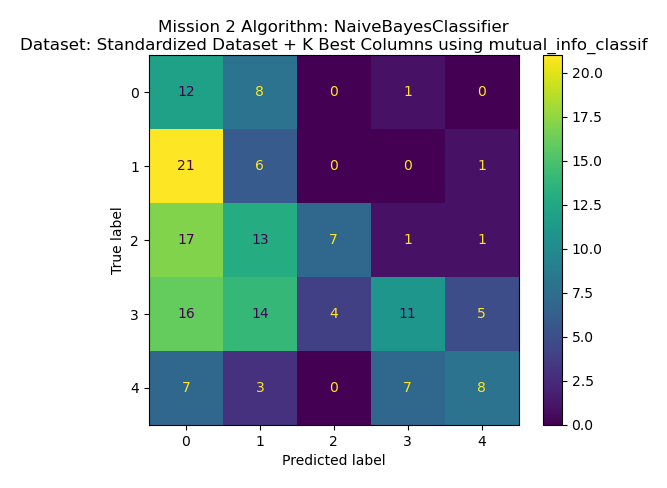 Mission 2 Algorithm: NaiveBayesClassifier
Dataset: Standardized Dataset + K Best Columns using mutual_info_classif
0 12 8 0 1 0
1 21 6 0 0 1
2 17 13 7 1 1
3 16 14 4 11 5
4 7 3 0 7 8
0 1 2 3 4
Predicted label
True label
20.0
17.5
15.0
12.5
10.0
7.5
5.0
2.5
0.0